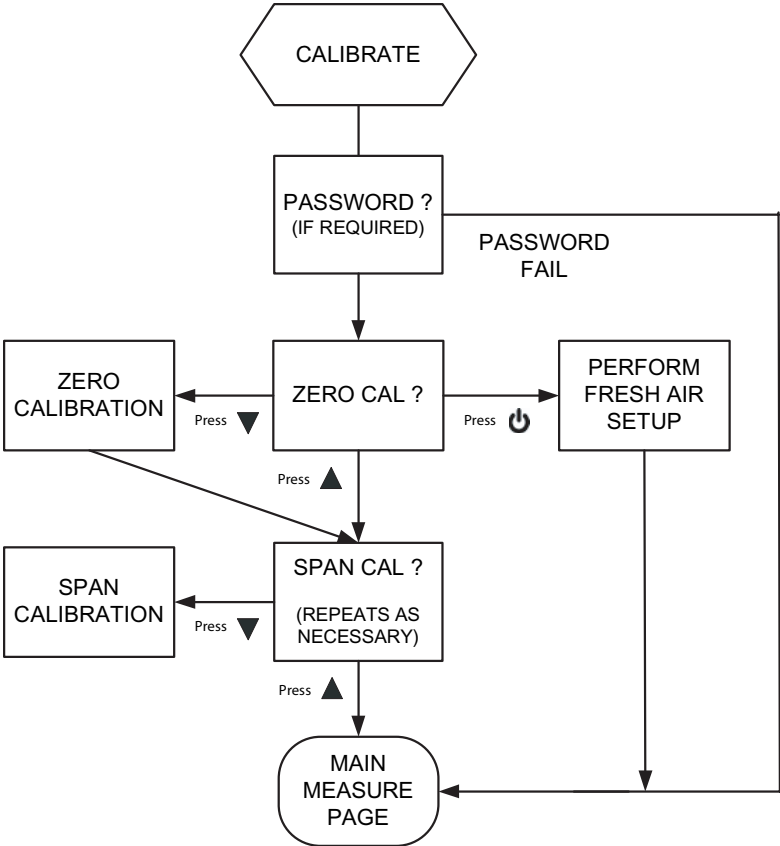 CALIBRATE
PASSWORD ?
(IF REQUIRED)
PASSWORD
FAIL
ZERO
CALIBRATION
Press
ZERO CAL ?
Press
PERFORM
FRESH AIR
SETUP
Press
SPAN
CALIBRATION
Press
SPAN CAL ?
(REPEATS AS
NECESSARY)
Press
MAIN
MEASURE
PAGE